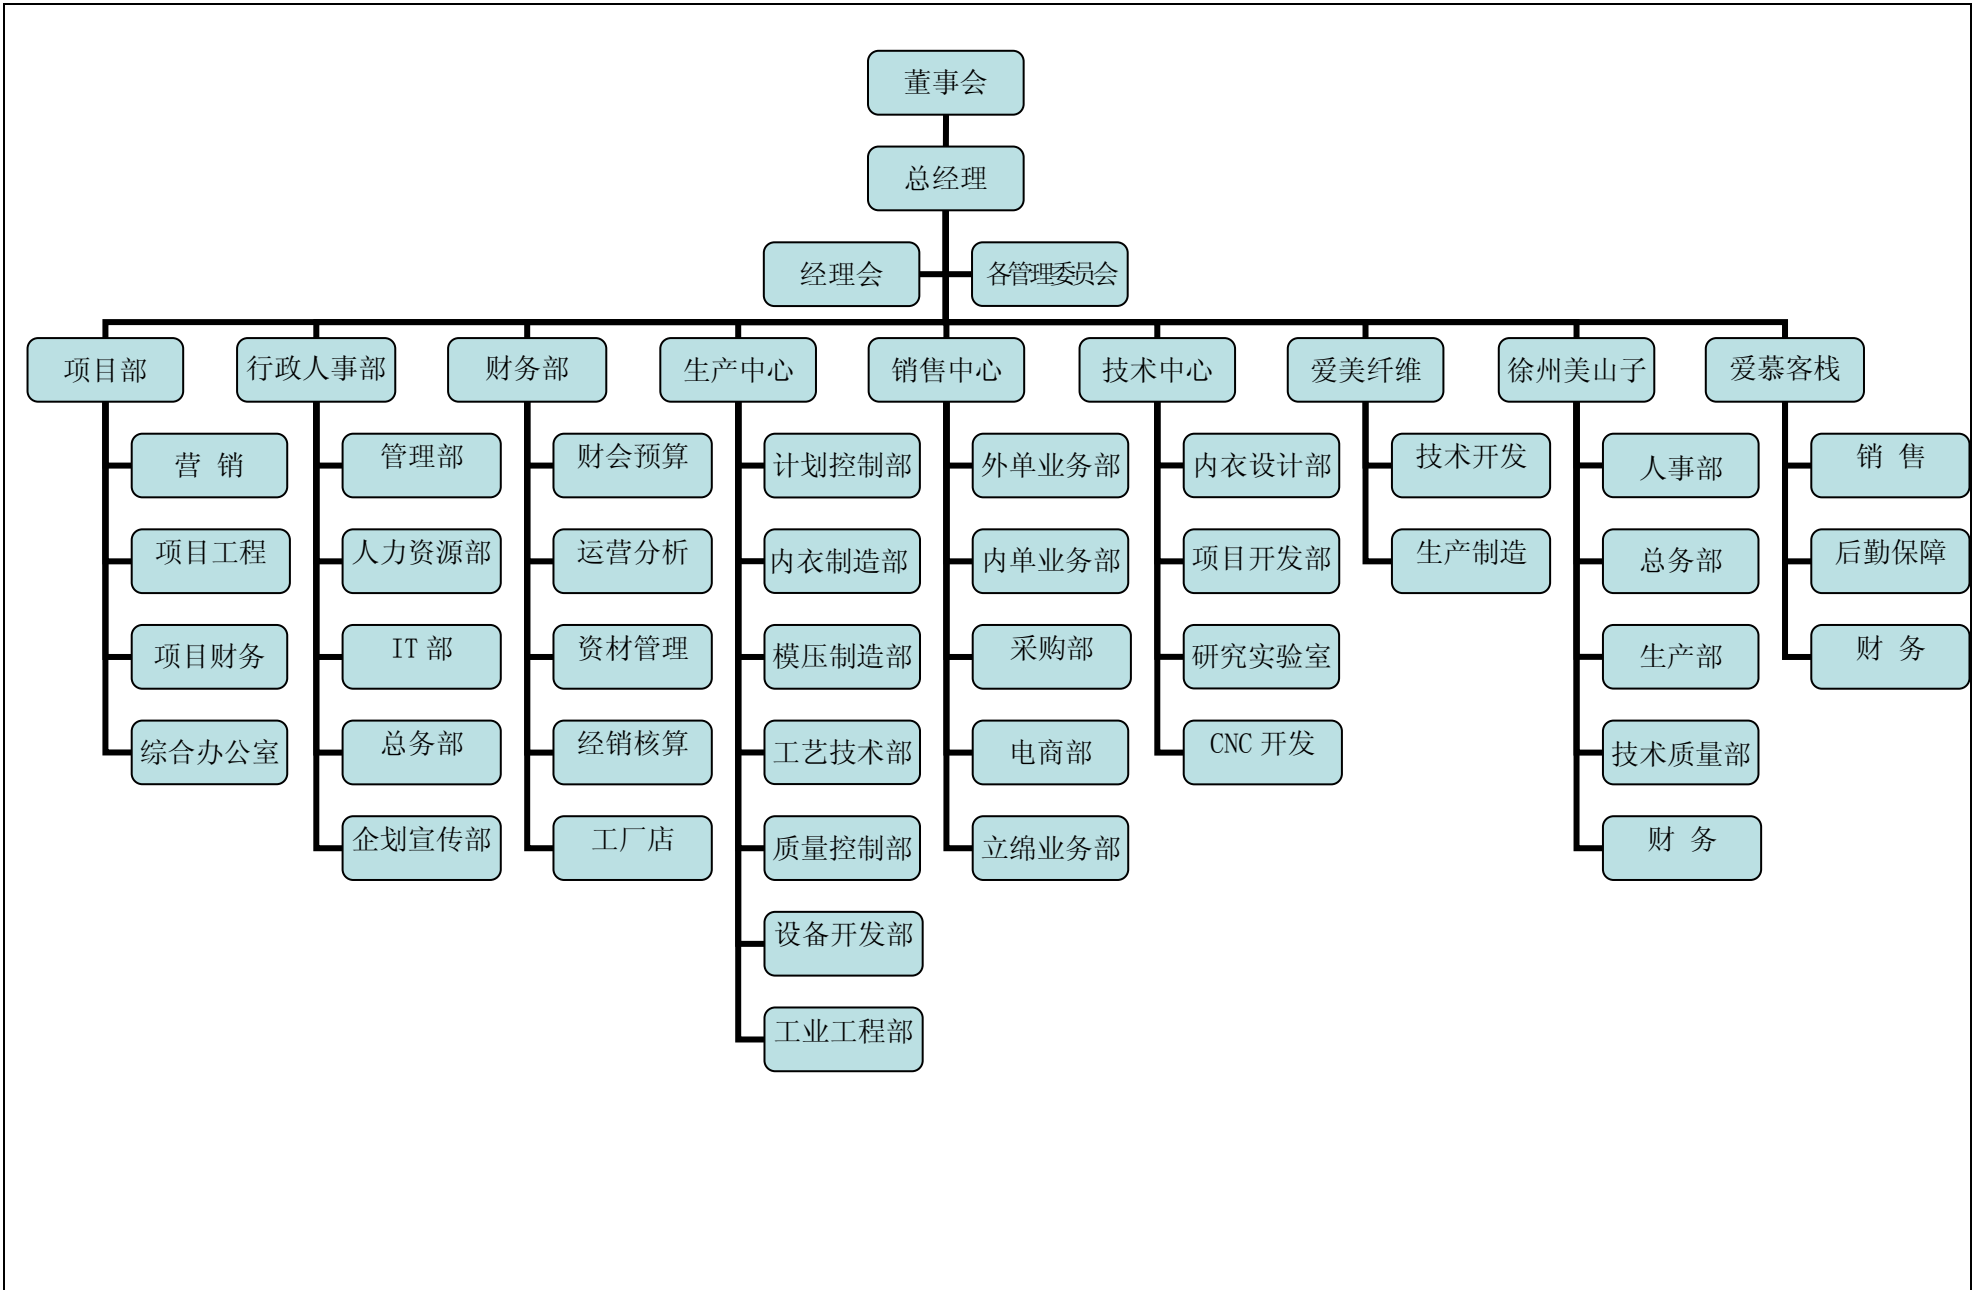 董事会
总经理
经理会
各管理委员会
项目部
行政人事部
财务部
生产中心
销售中心
技术中心
爱美纤维
徐州美山子
爱慕客栈
营 销
项目工程
项目财务
综合办公室
管理部
人力资源部
IT 部
总务部
企划宣传部
财会预算
运营分析
资材管理
经销核算
工厂店
计划控制部
内衣制造部
模压制造部
工艺技术部
质量控制部
设备开发部
工业工程部
外单业务部
内单业务部
采购部
电商部
立绵业务部
内衣设计部
项目开发部
研究实验室
CNC 开发
技术开发
生产制造
人事部
总务部
生产部
技术质量部
财 务
销 售
后勤保障
财 务